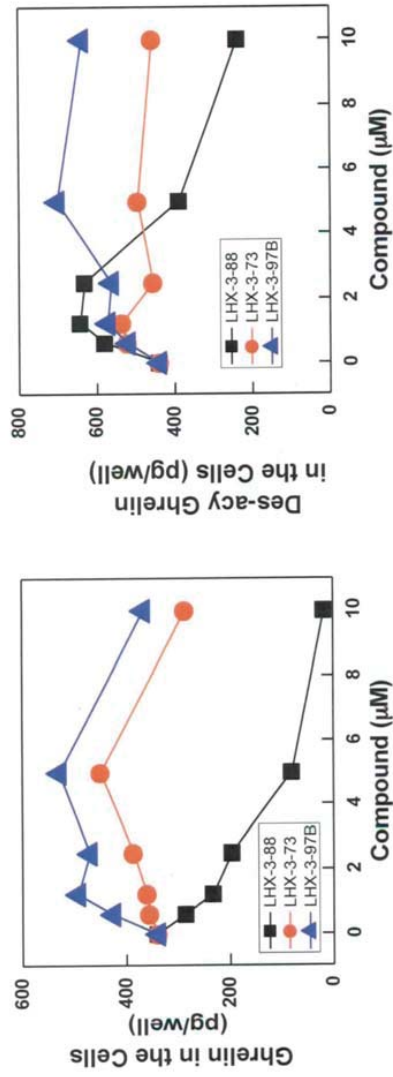 Ghrelin in the Cells
(pg/well)
600
400
200
0
LHX-3-88
LHX-3-73
LHX-3-97B
0 2 4 6 8 10
Compound (µM)
Des-acy Ghrelin
in the Cells (pg/well)
800
600
400
200
0
LHX-3-88
LHX-3-73
LHX-3-97B
0 2 4 6 8 10
Compound (µM)